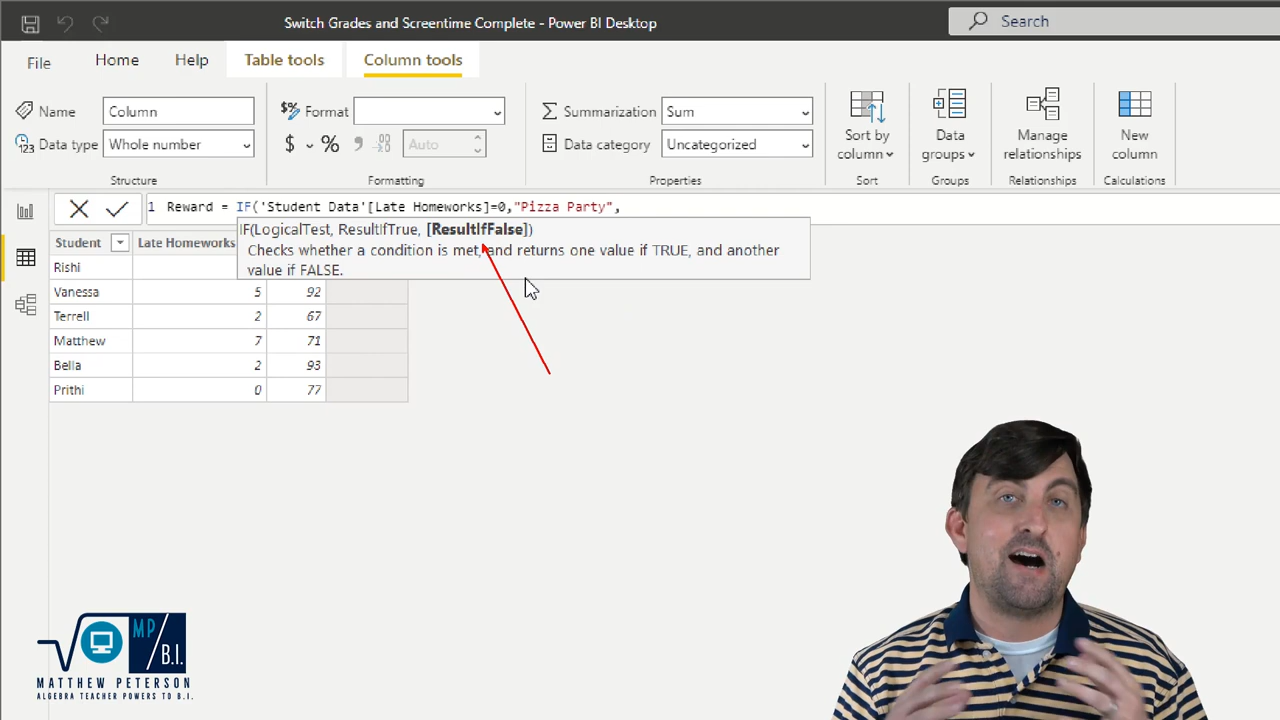 Switch Grades and Screentime Complete - Power BI Desktop
Search
File Home Help Table tools Column tools
Name Column
Format
Summarization Sum
Data type Whole number
$ % Auto
Data category Uncategorized
Sort by column
Data groups
Manage relationships
New column
Structure Formatting Properties Sort Groups Relationships Calculations
1 Reward = IF('Student Data'[Late Homeworks]=0,"Pizza Party",
IF(LogicalTest, ResultIfTrue, [ResultIfFalse])
Checks whether a condition is met, and returns one value if TRUE, and another
value if FALSE.
Student Late Homeworks
Rishi
Vanessa 5 92
Terrell 2 67
Matthew 7 71
Bella 2 93
Prithi 0 77
MP
B.I.
MATTHEW PETERSON
ALGEBRA TEACHER POWERS TO B.I.